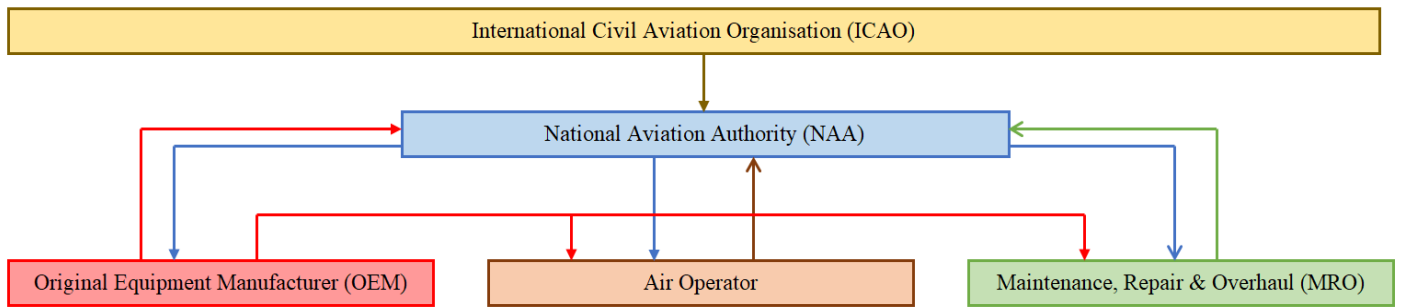 International Civil Aviation Organisation (ICAO)
National Aviation Authority (NAA)
Original Equipment Manufacturer (OEM)
Air Operator
Maintenance, Repair & Overhaul (MRO)